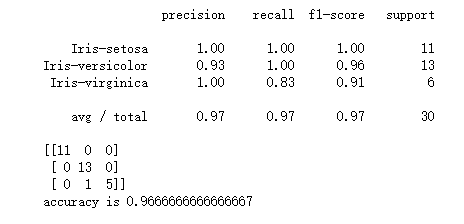 precision recall f1-score support
Iris-setosa 1.00 1.00 1.00 11
Iris-versicolor 0.93 1.00 0.96 13
Iris-virginica 1.00 0.83 0.91 6
avg / total 0.97 0.97 0.97 30
[[11 0 0]
[ 0 13 0]
[ 0 1 5]]
accuracy is 0.9666666666666667